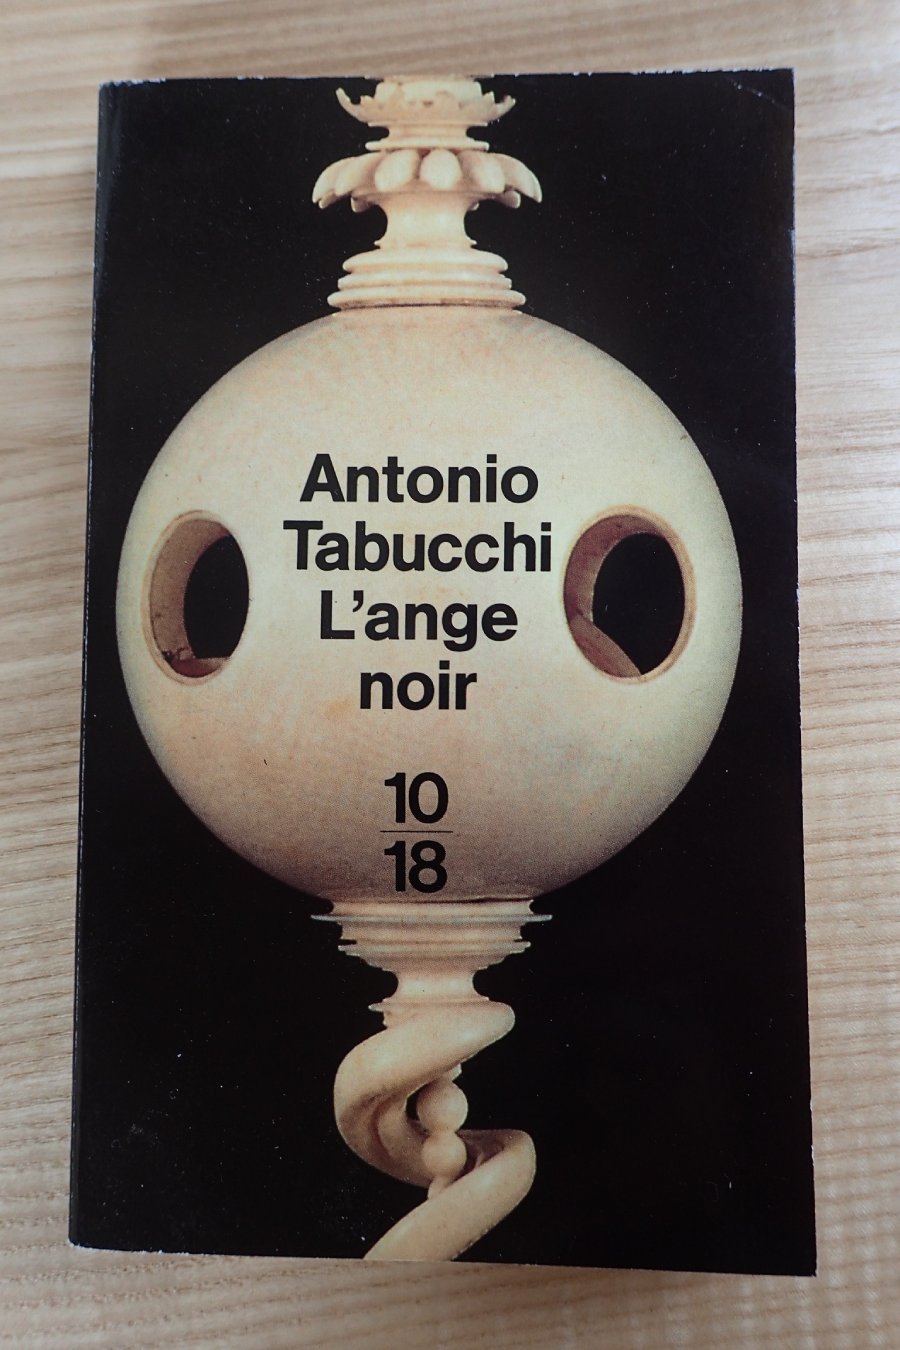 Antonio
Tabucchi
L’ange
noir
10
18